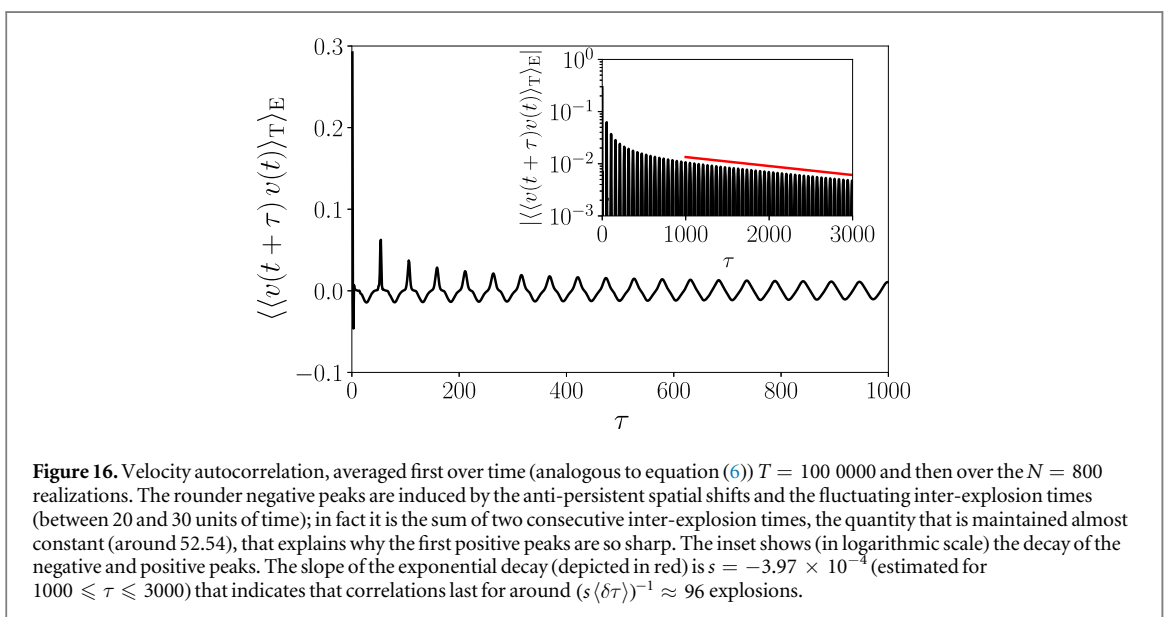 0.3
0.2
0.1
0.0
−0.1
⟨⟨v(t + τ) v(t)⟩T⟩E
0 200 400 600 800 1000
τ
10^0
10^−1
10^−2
10^−3
|⟨⟨v(t + τ)v(t)⟩T⟩E|
0 1000 2000 3000
τ
Figure 16. Velocity autocorrelation, averaged first over time (analogous to equation (6)) T = 100 0000 and then over the N = 800
realizations. The rounder negative peaks are induced by the anti-persistent spatial shifts and the fluctuating inter-explosion times
(between 20 and 30 units of time); in fact it is the sum of two consecutive inter-explosion times, the quantity that is maintained almost
constant (around 52.54), that explains why the first positive peaks are so sharp. The inset shows (in logarithmic scale) the decay of the
negative and positive peaks. The slope of the exponential decay (depicted in red) is s = −3.97 × 10^−4 (estimated for
1000 ⩽ τ ⩽ 3000) that indicates that correlations last for around (s⟨δτ⟩)^−1 ≈ 96 explosions.